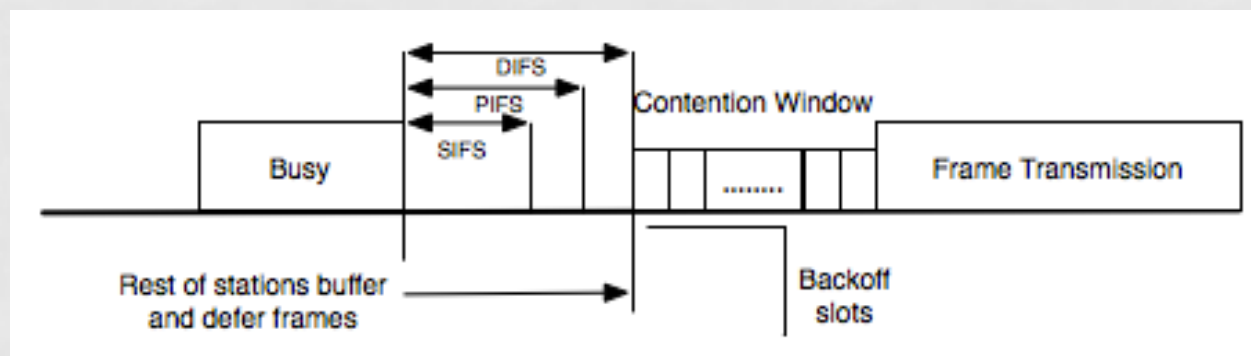 DIFS
PIFS
SIFS
Contention Window
Busy
........
Frame Transmission
Rest of stations buffer
and defer frames
Backoff
slots